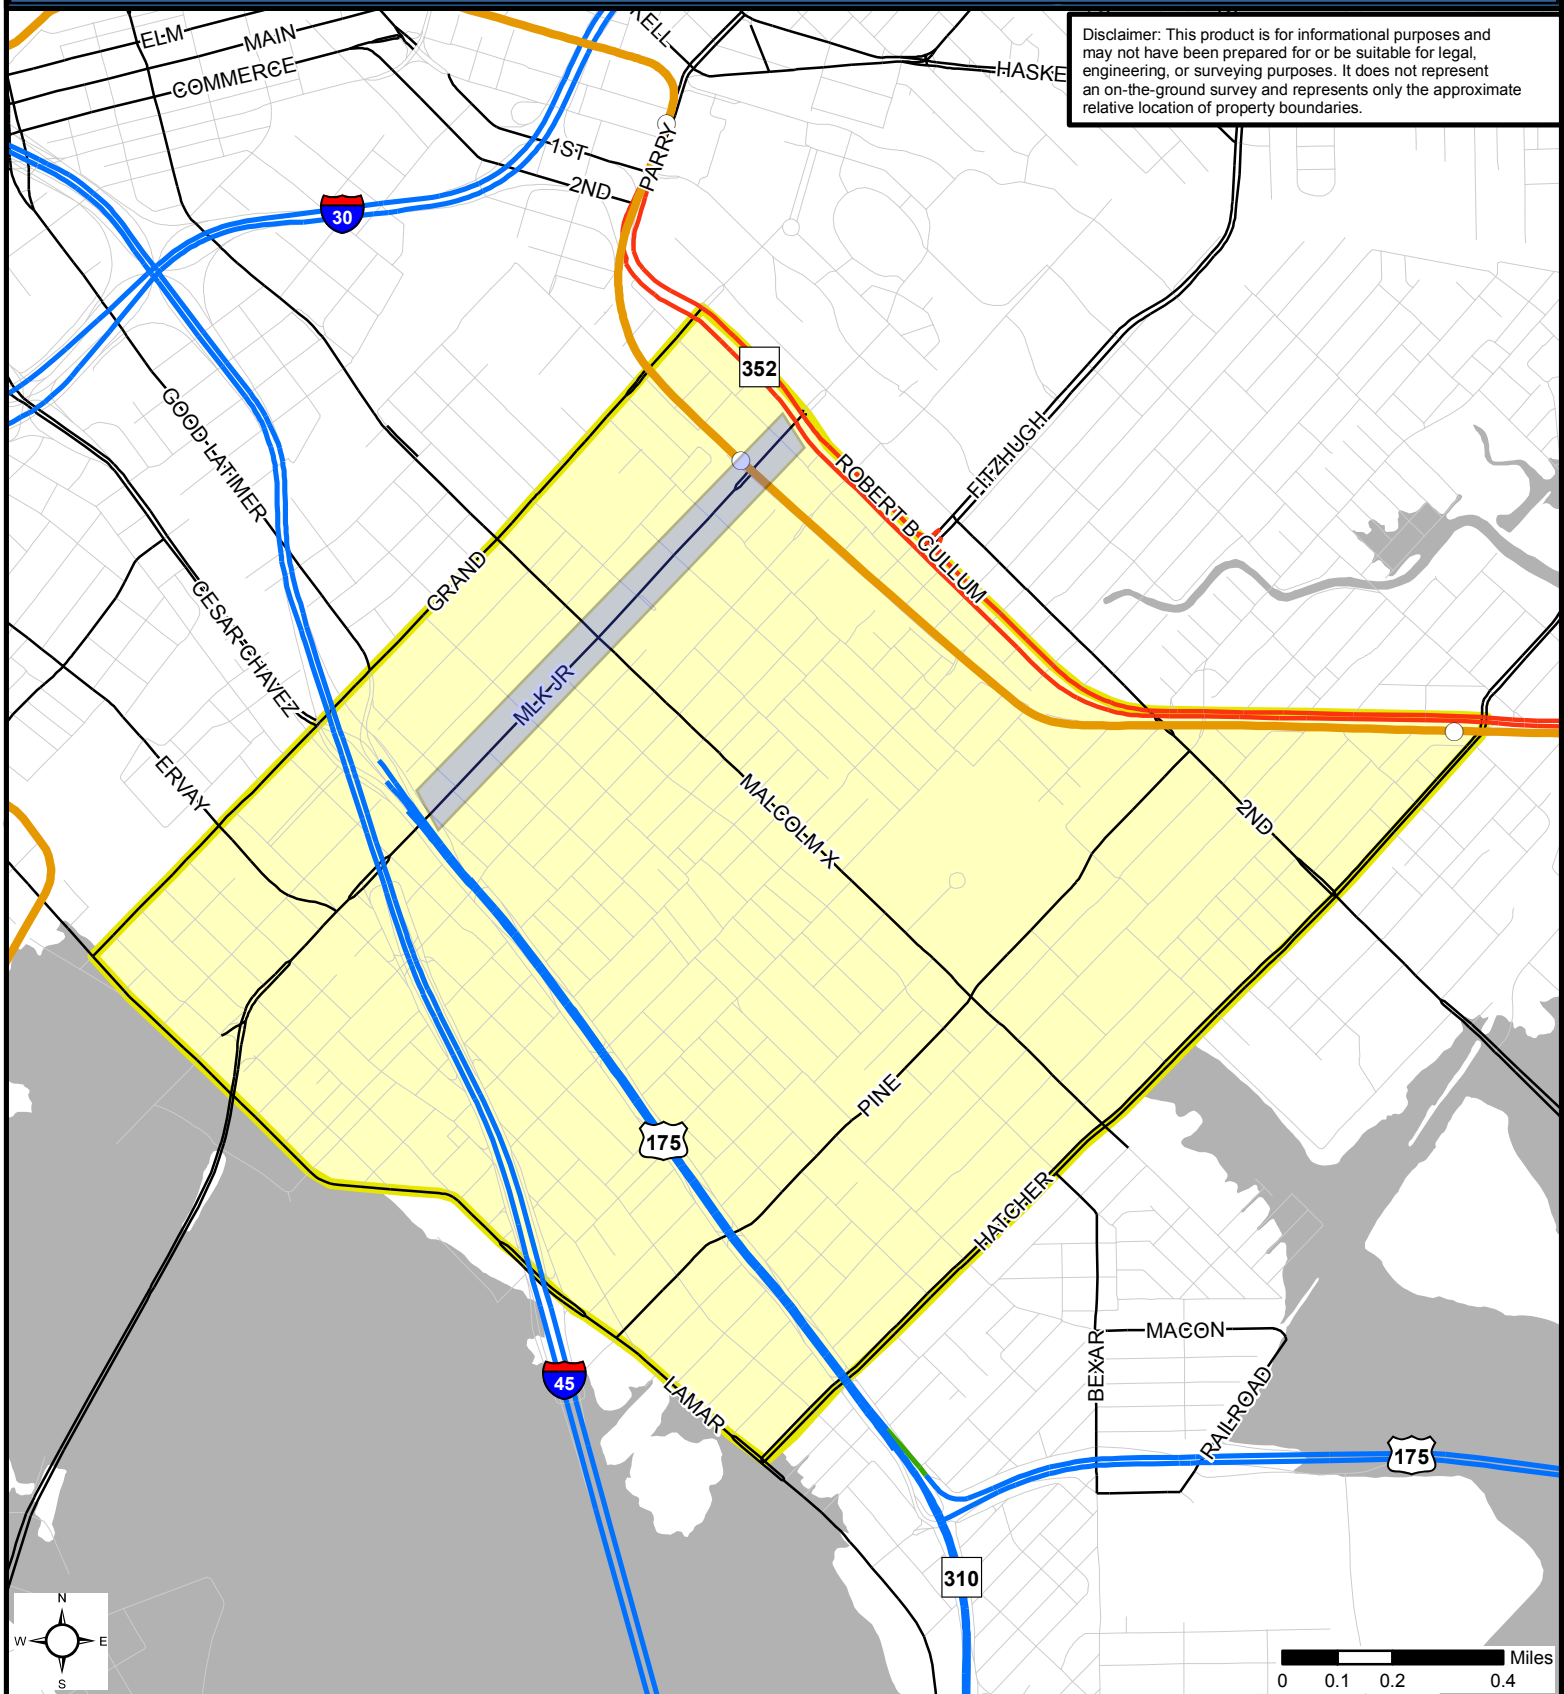 ELM
MAIN
COMMERCE
KELL
HASKE
Disclaimer: This product is for informational purposes and
may not have been prepared for or be suitable for legal,
engineering, or surveying purposes. It does not represent
an on-the-ground survey and represents only the approximate
relative location of property boundaries.
1ST
2ND
PARRY
30
352
GOOD-LATIMER
FITZHUGH
ROBERT B CULLUM
GRAND
CESAR-CHAVEZ
MLK JR
ERVAY
MALCOLM X
2ND
PINE
175
HATCHER
BEXAR
MACON
RAILROAD
45
LAMAR
175
310
N
W E
S
Miles
0 0.1 0.2 0.4